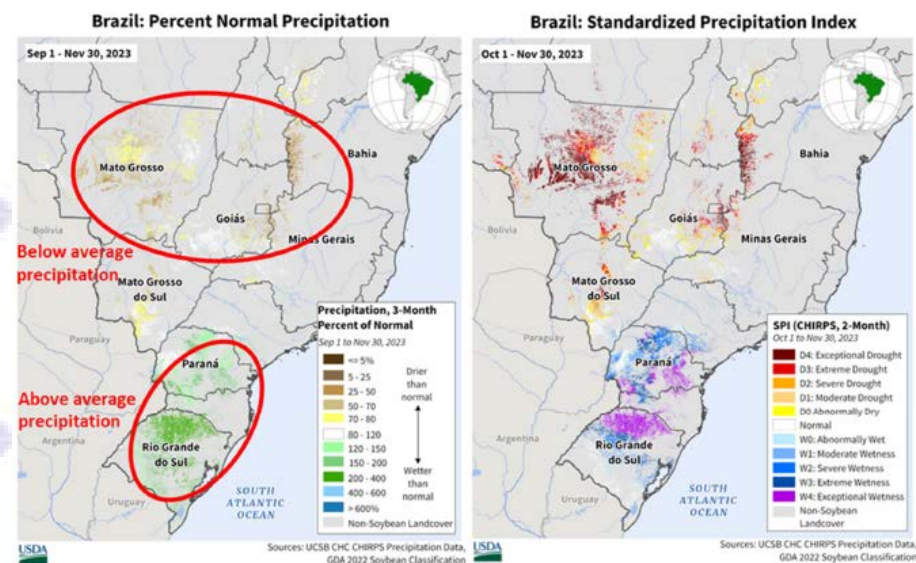 Brazil: Percent Normal Precipitation
Sep 1 - Nov 30, 2023
Mato Grosso
Bahia
Goiás
Bolivia
Minas Gerais
Below average
precipitation
Mato Grosso
do Sul
Paraguay
Paraná
Above average
precipitation
Argentina
Rio Grande
do Sul
Uruguay
SOUTH
ATLANTIC
OCEAN
Precipitation, 3-Month
Percent of Normal
Sep 1 to Nov 30, 2023
<= 5%
5 - 25
25 - 50
50 - 70
70 - 80
80 - 120
120 - 150
150 - 200
200 - 400
400 - 600
> 600%
Non-Soybean Landcover
Drier
than
normal
Wetter
than
normal
USDA
Sources: UCSB CHC CHIRPS Precipitation Data,
GDA 2022 Soybean Classification
Brazil: Standardized Precipitation Index
Oct 1 - Nov 30, 2023
Mato Grosso
Bahia
Goiás
Bolivia
Minas Gerais
Mato Grosso
do Sul
Paraguay
Paraná
Argentina
Rio Grande
do Sul
Uruguay
SOUTH
ATLANTIC
OCEAN
SPI (CHIRPS, 2-Month)
Oct 1 to Nov 30, 2023
D4: Exceptional Drought
D3: Extreme Drought
D2: Severe Drought
D1: Moderate Drought
D0 Abnormally Dry
Normal
W0: Abnormally Wet
W1: Moderate Wetness
W2: Severe Wetness
W3: Extreme Wetness
W4: Exceptional Wetness
Non-Soybean
Landcover
USDA
Sources: UCSB CHC CHIRPS Precipitation Data,
GDA 2022 Soybean Classification